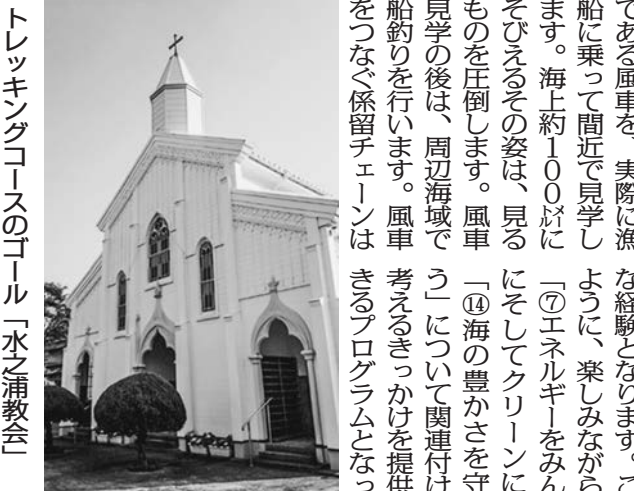 である風車を、実際に漁
船に乗って間近で見学し
ます。海上約１００㍍に
そびえるその姿は、見る
ものを圧倒します。風車
見学の後は、周辺海域で
船釣りを行います。風車
をつなぐ係留チェーンは
な経験となります。こ
ように、楽しみながら
「⑦エネルギーをみん
にそしてクリーンに
「⑭海の豊かさを守
う」について関連付け
考えるきっかけを提供
きるプログラムとなっ
トレッキングコースのゴール「水之浦教会」